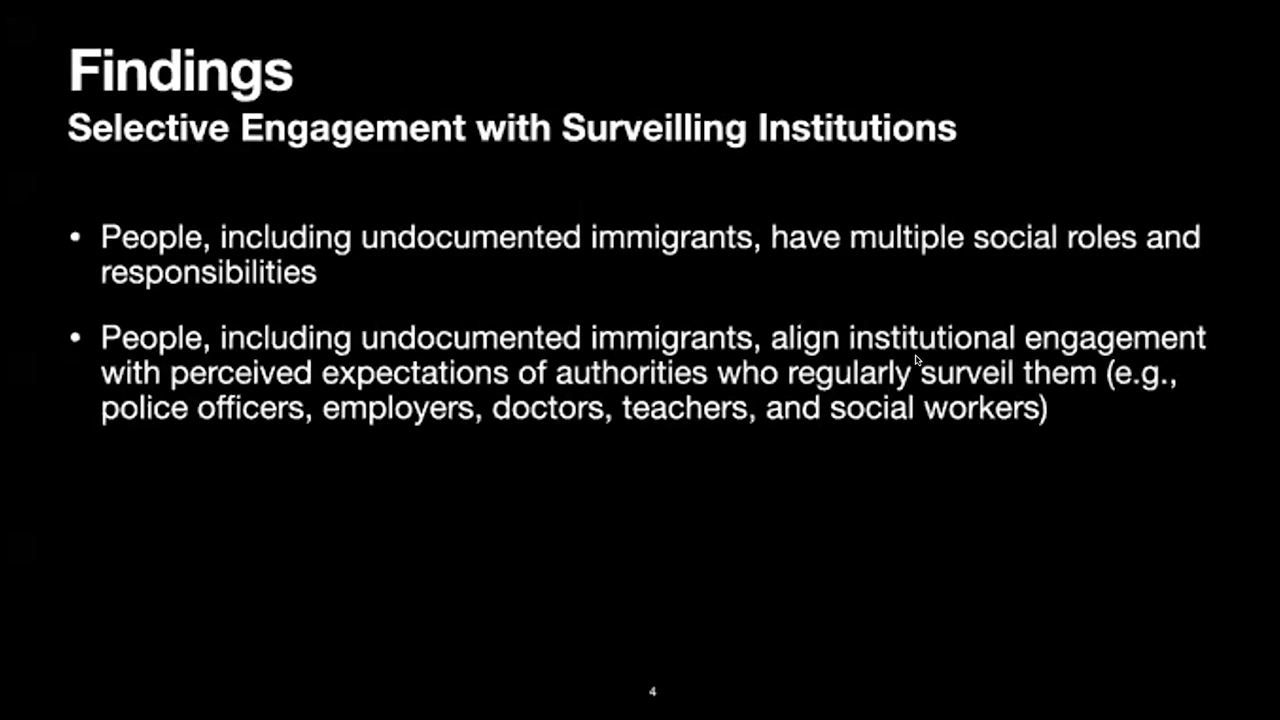 Findings
Selective Engagement with Surveilling Institutions
• People, including undocumented immigrants, have multiple social roles and
responsibilities
• People, including undocumented immigrants, align institutional engagement
with perceived expectations of authorities who regularly surveil them (e.g.,
police officers, employers, doctors, teachers, and social workers)
4